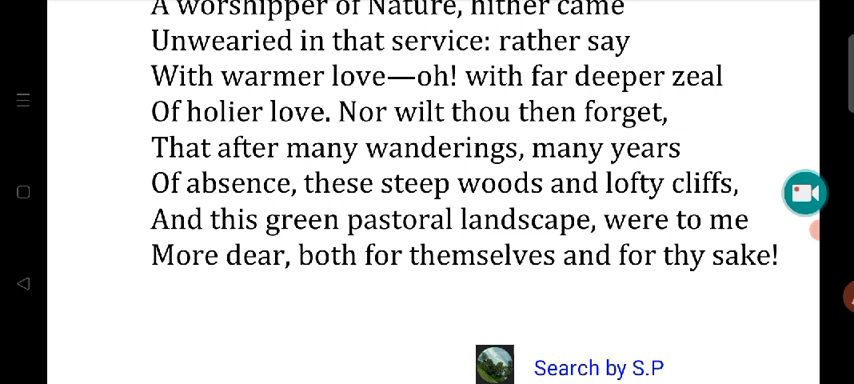 A worshipper of Nature, hither came
Unwearied in that service: rather say
With warmer love—oh! with far deeper zeal
Of holier love. Nor wilt thou then forget,
That after many wanderings, many years
Of absence, these steep woods and lofty cliffs,
And this green pastoral landscape, were to me
More dear, both for themselves and for thy sake!
Search by S.P